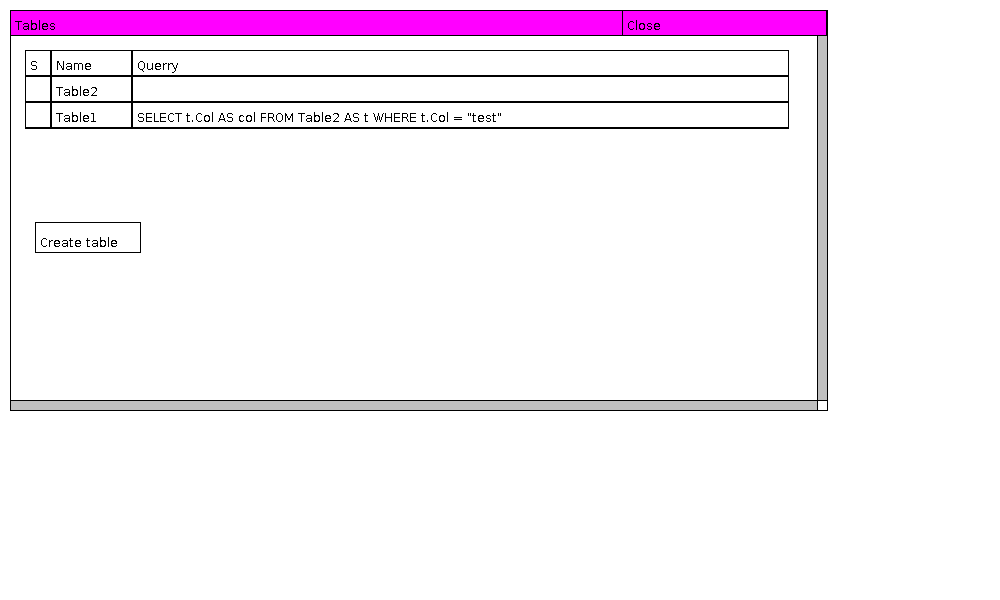 Tables Close
S Name Querry
Table2
Table1 SELECT t.Col AS col FROM Table2 AS t WHERE t.Col = "test"
Create table